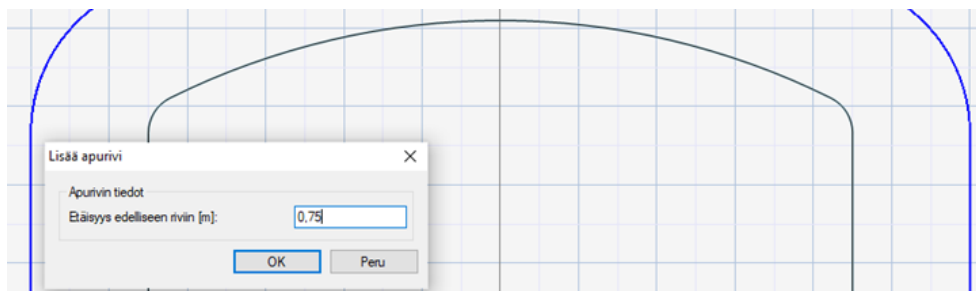 Lisää apurivi
Apurivin tiedot
Etäisyys edelliseen riviin [m]:
0,75
OK
Peru